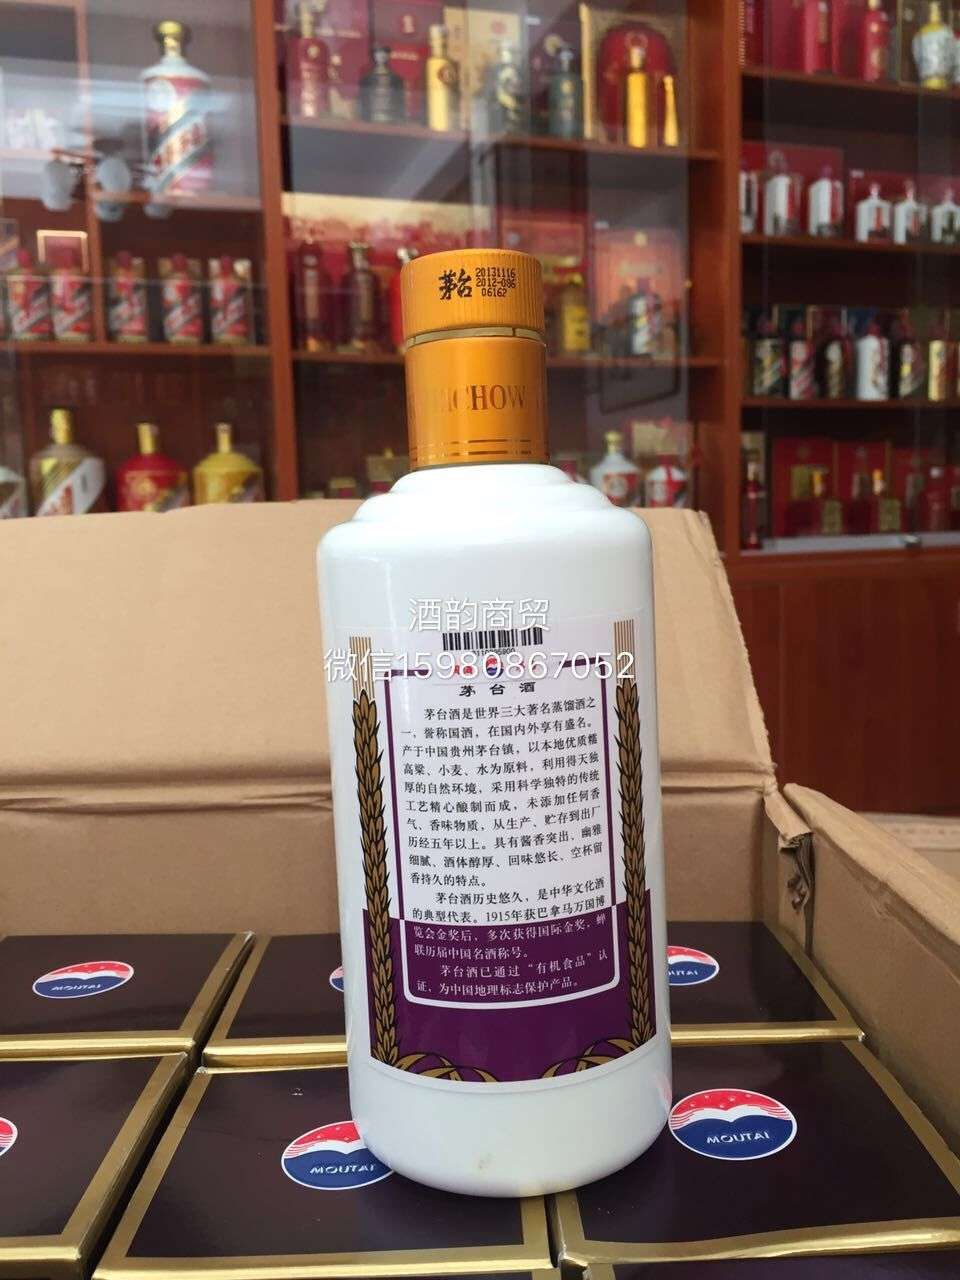 茅台 20131116
2012-086
06162
CHOW
酒韵商贸
微信15980867052
茅 台 酒
茅台酒是世界三大著名蒸馏酒之
一，誉称国酒，在国内外享有盛名。
产于中国贵州茅台镇，以本地优质糯
高粱、小麦、水为原料，利用得天独
厚的自然环境，采用科学独特的传统
工艺精心酿制而成，未添加任何香
气、香味物质，从生产、贮存到出厂
历经五年以上。具有酱香突出、幽雅
细腻、酒体醇厚、回味悠长、空杯留
香持久的特点。
茅台酒历史悠久，是中华文化酒
的典型代表。1915年获巴拿马万国博
览会金奖后，多次获得国际金奖，蝉
联历届中国名酒称号。
茅台酒已通过“有机食品”认
证，为中国地理标志保护产品。
MOUTAI
MOUTAI
MOUTAI
MOUTAI